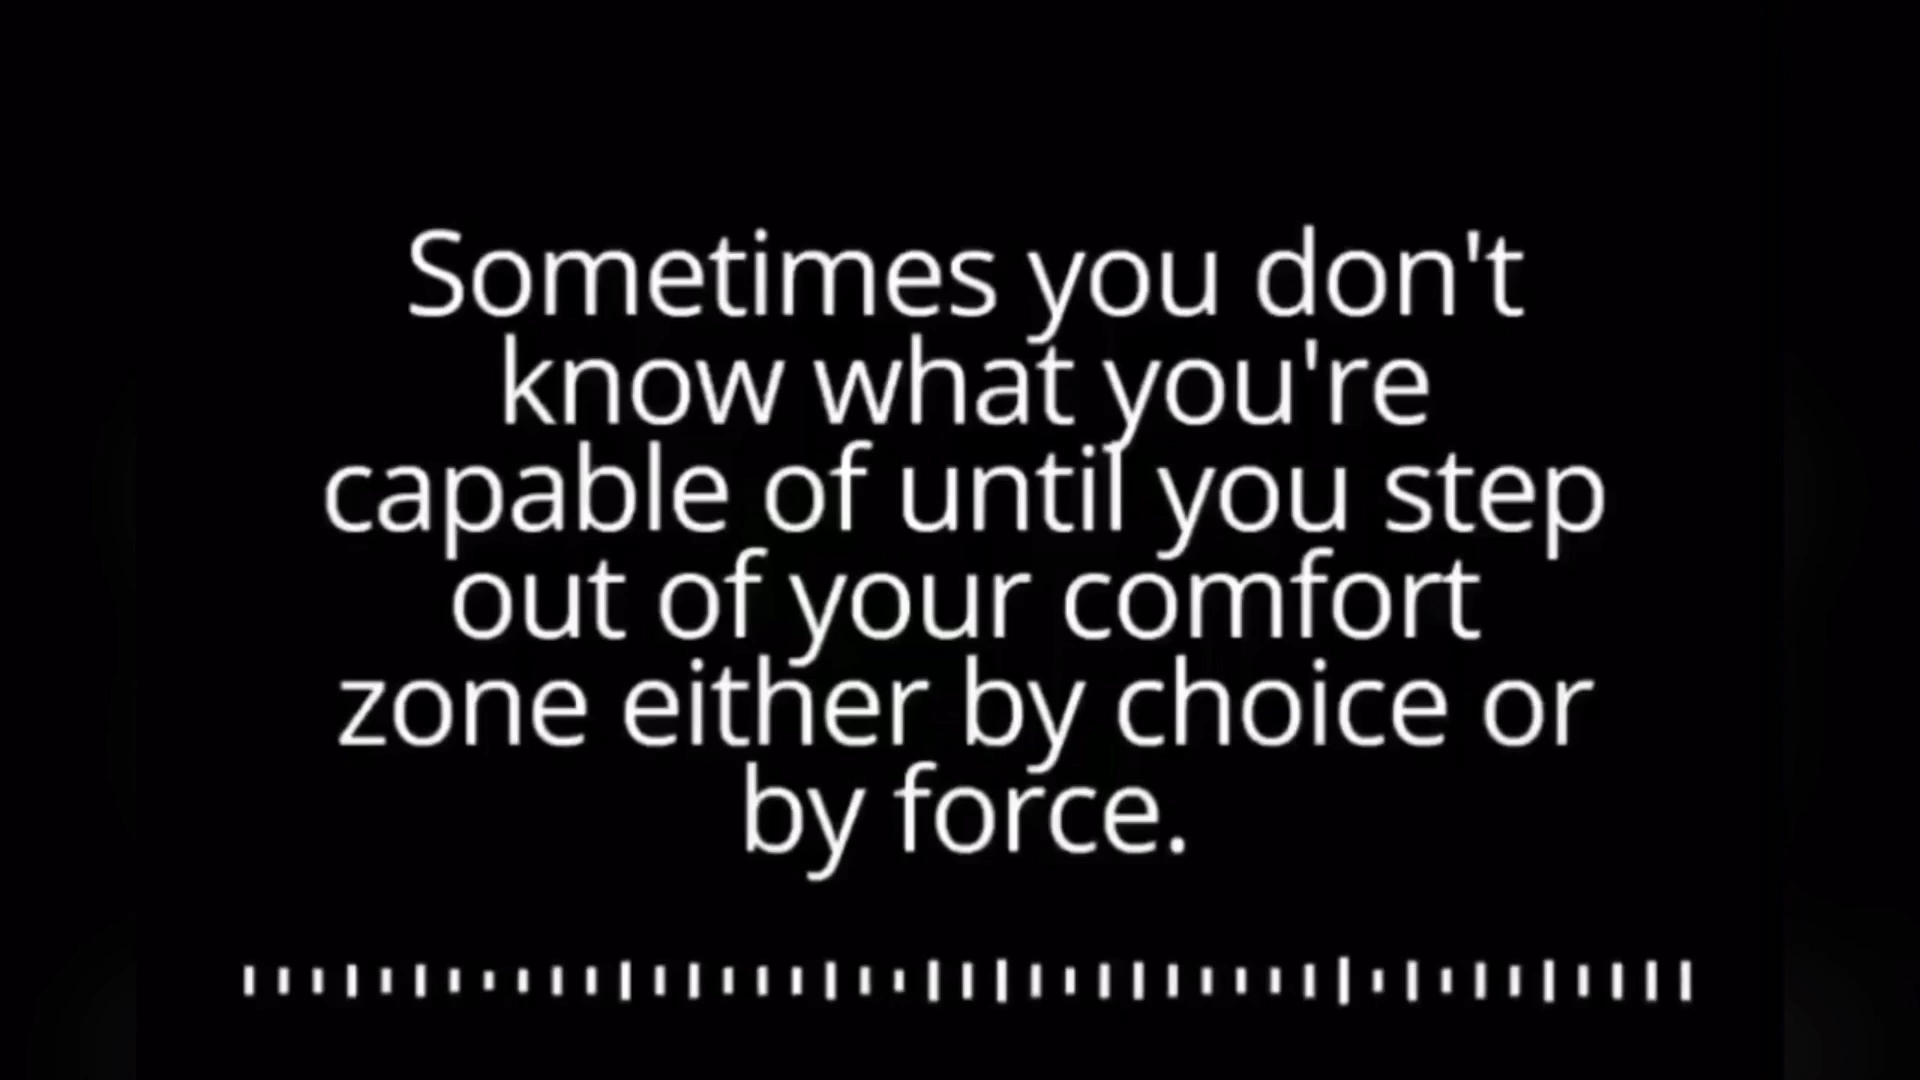 Sometimes you don't
know what you're
capable of until you step
out of your comfort
zone either by choice or
by force.